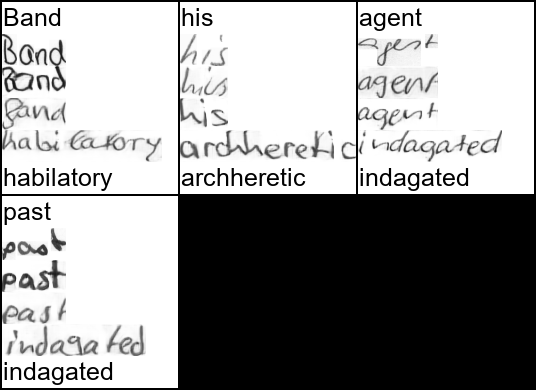 Band his agent
Band his agent
Band his agent
Band his agent
habilatory archheretic indagated
habilatory archheretic indagated
past
past
past
past
indagated
indagated